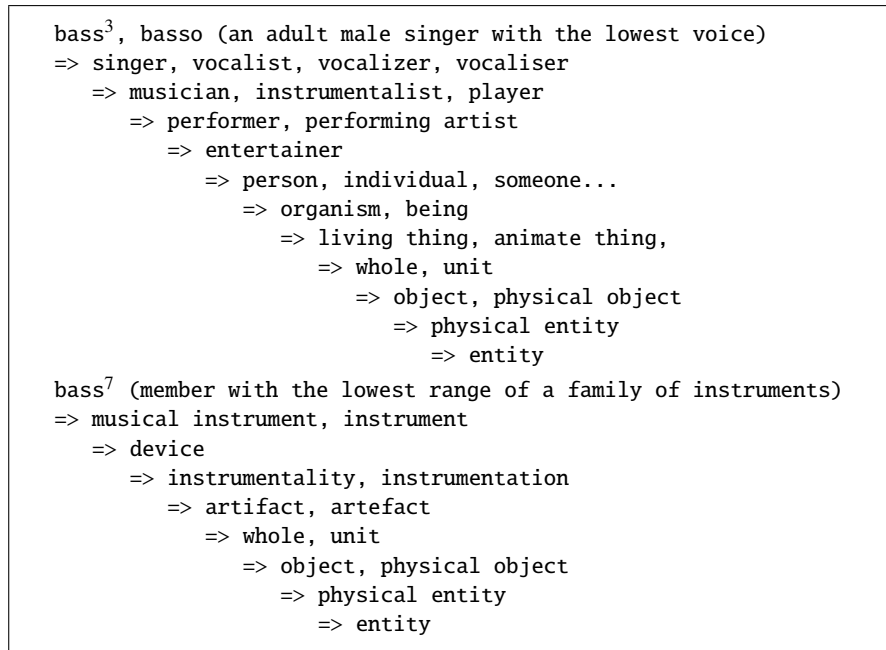 bass³, basso (an adult male singer with the lowest voice)
=> singer, vocalist, vocalizer, vocaliser
=> musician, instrumentalist, player
=> performer, performing artist
=> entertainer
=> person, individual, someone...
=> organism, being
=> living thing, animate thing,
=> whole, unit
=> object, physical object
=> physical entity
=> entity
bass⁷ (member with the lowest range of a family of instruments)
=> musical instrument, instrument
=> device
=> instrumentality, instrumentation
=> artifact, artefact
=> whole, unit
=> object, physical object
=> physical entity
=> entity